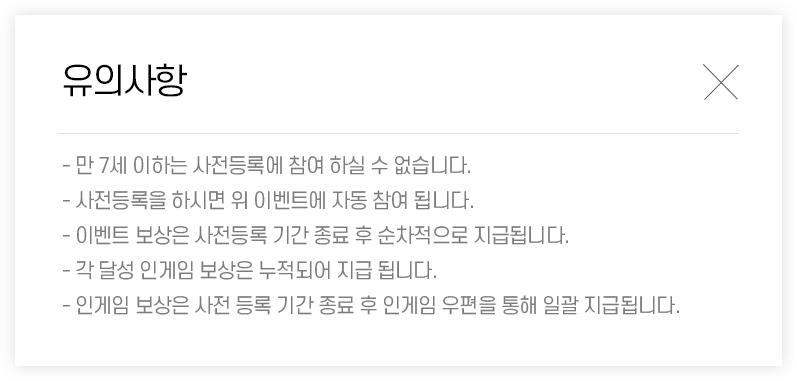 유의사항
- 만 7세 이하는 사전등록에 참여 하실 수 없습니다.
- 사전등록을 하시면 위 이벤트에 자동 참여 됩니다.
- 이벤트 보상은 사전등록 기간 종료 후 순차적으로 지급됩니다.
- 각 달성 인게임 보상은 누적되어 지급 됩니다.
- 인게임 보상은 사전 등록 기간 종료 후 인게임 우편을 통해 일괄 지급됩니다.